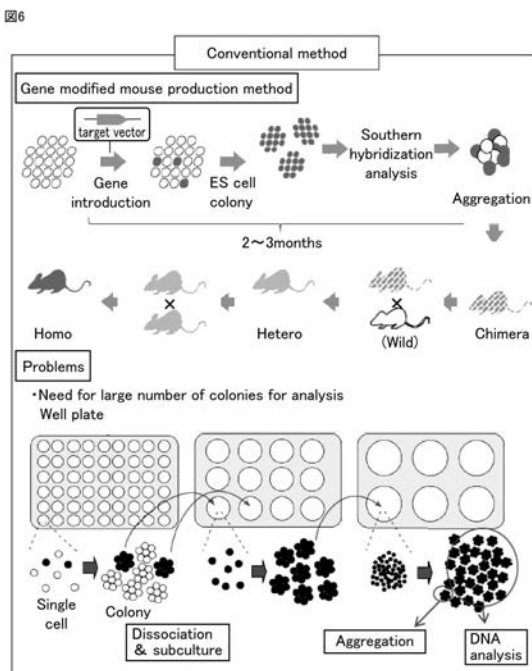 図6
Conventional method
Gene modified mouse production method
target vector
Gene
introduction
ES cell
colony
Southern
hybridization
analysis
Aggregation
2〜3months
Homo
Hetero
(Wild)
Chimera
Problems
・Need for large number of colonies for analysis
Well plate
Single
cell
Colony
Dissociation
& subculture
Aggregation
DNA
analysis